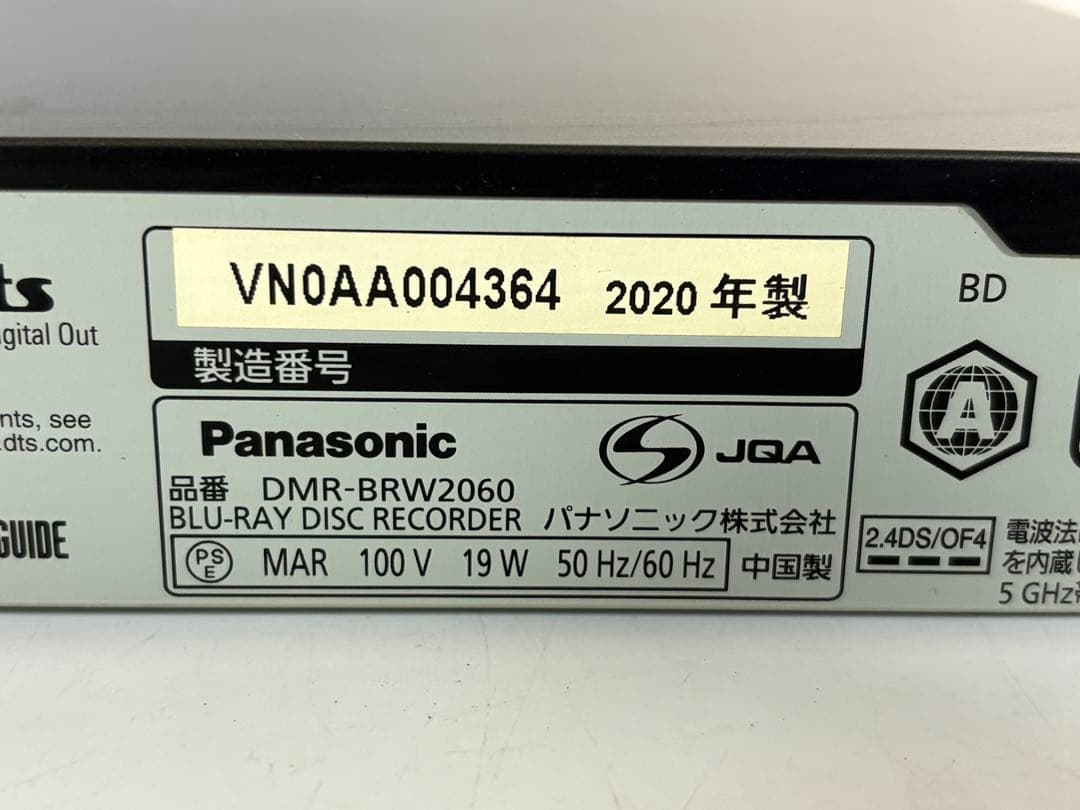 ts
gital Out
nts, see
.dts.com.
GUIDE
VN0AA004364 2020 年製
製造番号
Panasonic
JQA
品番 DMR-BRW2060
BLU-RAY DISC RECORDER パナソニック株式会社
PS
E
MAR 100 V 19 W 50 Hz/60 Hz 中国製
BD
A
2.4DS/OF4
電波法
を内蔵
5 GHz